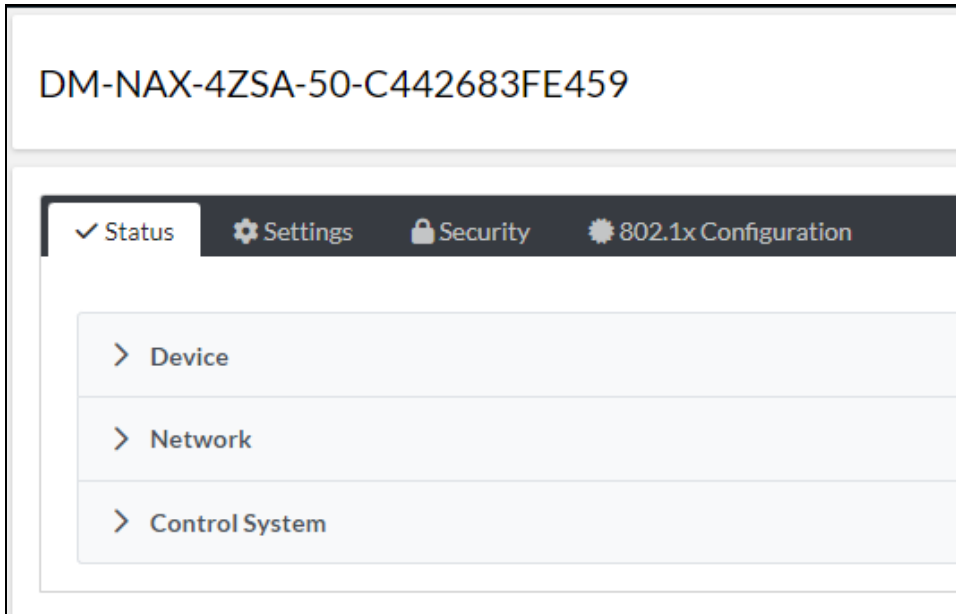 DM-NAX-4ZSA-50-C442683FE459
Status Settings Security 802.1x Configuration
Device
Network
Control System